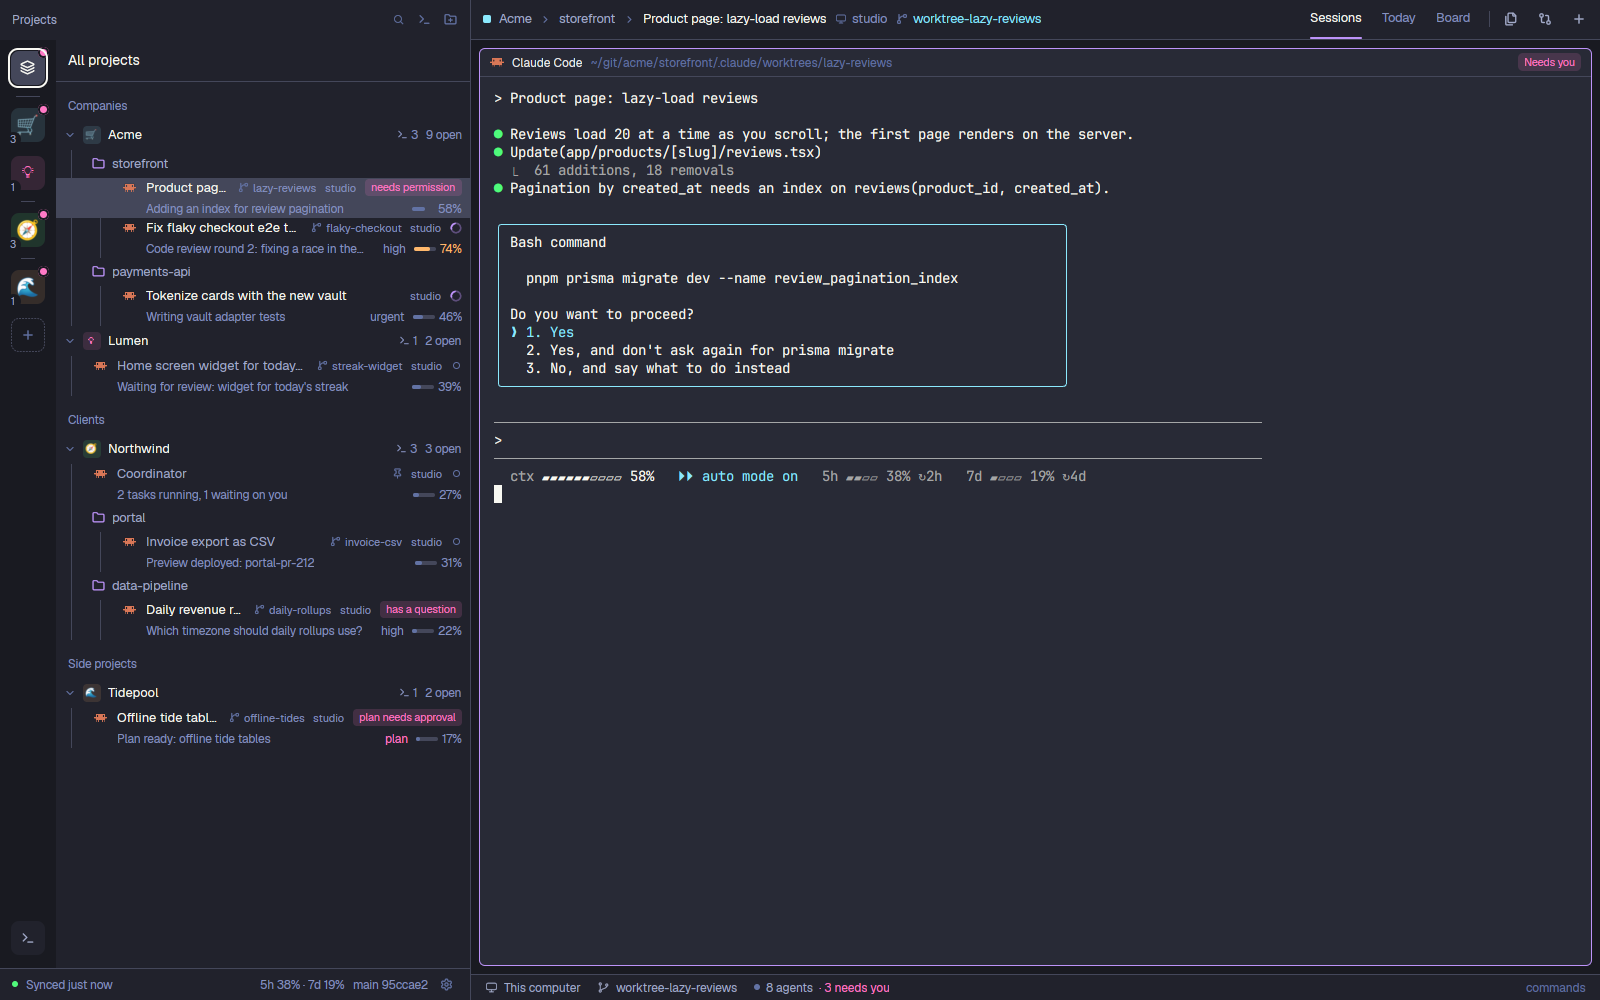 Projects
All projects
Companies
Acme 3 9 open
storefront
Product pag... lazy-reviews studio needs permission
Adding an index for review pagination 58%
Fix flaky checkout e2e t... flaky-checkout studio
Code review round 2: fixing a race in the... high 74%
payments-api
Tokenize cards with the new vault studio
Writing vault adapter tests urgent 46%
Lumen 1 2 open
Home screen widget for today... streak-widget studio
Waiting for review: widget for today's streak 39%
Clients
Northwind 3 3 open
Coordinator studio
2 tasks running, 1 waiting on you 27%
portal
Invoice export as CSV invoice-csv studio
Preview deployed: portal-pr-212 31%
data-pipeline
Daily revenue r... daily-rollups studio has a question
Which timezone should daily rollups use? high 22%
Side projects
Tidepool 1 2 open
Offline tide tabl... offline-tides studio plan needs approval
Plan ready: offline tide tables plan 17%
3
1
3
1
Synced just now 5h 38% · 7d 19% main 95ccae2
Acme › storefront › Product page: lazy-load reviews studio worktree-lazy-reviews
Sessions Today Board
Claude Code ~/git/acme/storefront/.claude/worktrees/lazy-reviews Needs you
> Product page: lazy-load reviews
● Reviews load 20 at a time as you scroll; the first page renders on the server.
● Update(app/products/[slug]/reviews.tsx)
└ 61 additions, 18 removals
● Pagination by created_at needs an index on reviews(product_id, created_at).
Bash command
pnpm prisma migrate dev --name review_pagination_index
Do you want to proceed?
❯ 1. Yes
2. Yes, and don't ask again for prisma migrate
3. No, and say what to do instead
>
ctx ▰▰▰▰▰▰▱▱▱▱ 58% ⏵⏵ auto mode on 5h ▰▰▱▱ 38% ↻2h 7d ▰▱▱▱ 19% ↻4d
This computer worktree-lazy-reviews 8 agents · 3 needs you commands